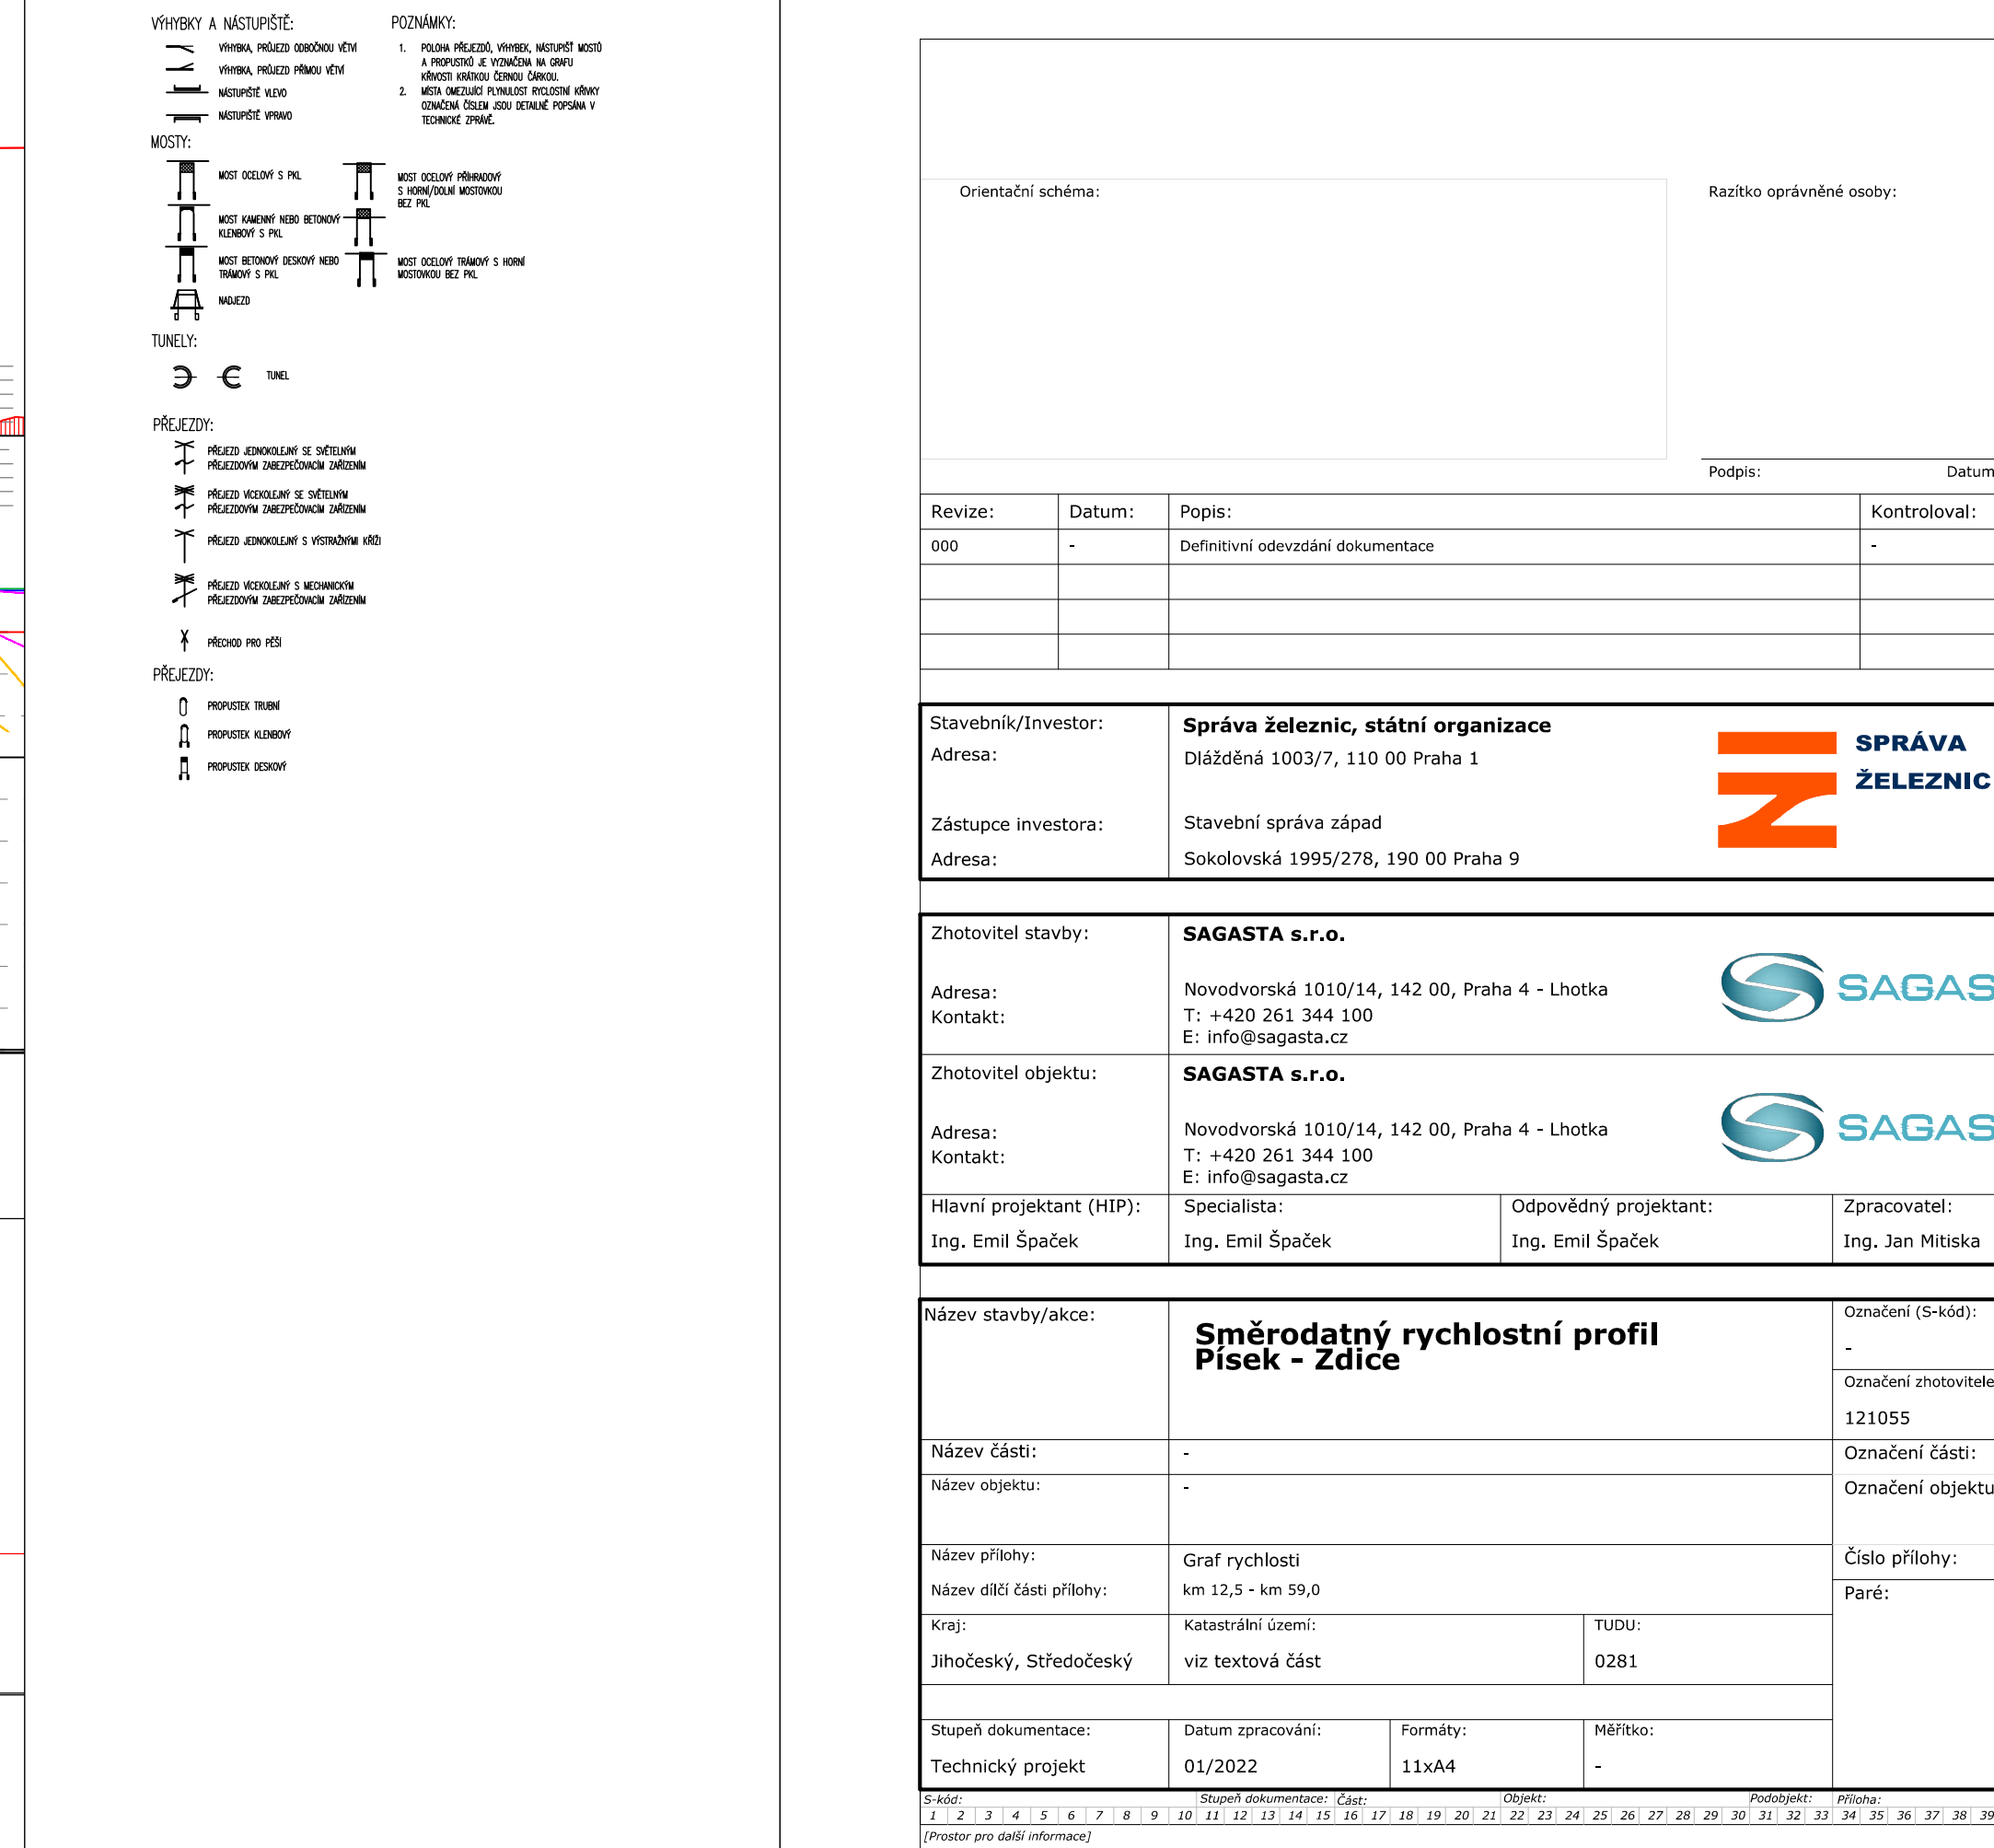 VÝHYBKY A NÁSTUPIŠTĚ:
VÝHYBKA, PRŮJEZD ODBOČNOU VĚTVÍ
VÝHYBKA, PRŮJEZD PŘÍMOU VĚTVÍ
NÁSTUPIŠTĚ VLEVO
NÁSTUPIŠTĚ VPRAVO
MOSTY:
MOST OCELOVÝ S PKL
MOST KAMENNÝ NEBO BETONOVÝ
KLENBOVÝ S PKL
MOST BETONOVÝ DESKOVÝ NEBO
TRÁMOVÝ S PKL
NADJEZD
MOST OCELOVÝ PŘÍHRADOVÝ
S HORNÍ/DOLNÍ MOSTOVKOU
BEZ PKL
MOST OCELOVÝ TRÁMOVÝ S HORNÍ
MOSTOVKOU BEZ PKL
TUNELY:
TUNEL
PŘEJEZDY:
PŘEJEZD JEDNOKOLEJNÝ SE SVĚTELNÝM
PŘEJEZDOVÝM ZABEZPEČOVACÍM ZAŘÍZENÍM
PŘEJEZD VÍCEKOLEJNÝ SE SVĚTELNÝM
PŘEJEZDOVÝM ZABEZPEČOVACÍM ZAŘÍZENÍM
PŘEJEZD JEDNOKOLEJNÝ S VÝSTRAŽNÝMI KŘÍŽI
PŘEJEZD VÍCEKOLEJNÝ S MECHANICKÝM
PŘEJEZDOVÝM ZABEZPEČOVACÍM ZAŘÍZENÍM
PŘECHOD PRO PĚŠÍ
PŘEJEZDY:
PROPUSTEK TRUBNÍ
PROPUSTEK KLENBOVÝ
PROPUSTEK DESKOVÝ
POZNÁMKY:
1. POLOHA PŘEJEZDŮ, VÝHYBEK, NÁSTUPIŠŤ MOSTŮ
A PROPUSTKŮ JE VYZNAČENA NA GRAFU
KŘIVOSTI KRÁTKOU ČERNOU ČÁRKOU.
2. MÍSTA OMEZUJÍCÍ PLYNULOST RYCLOSTNÍ KŘIVKY
OZNAČENÁ ČÍSLEM JSOU DETAILNĚ POPSÁNA V
TECHNICKÉ ZPRÁVĚ.
Orientační schéma:
Razítko oprávněné osoby:
Podpis: Datum
Revize: Datum: Popis: Kontroloval:
000 - Definitivní odevzdání dokumentace -
Stavebník/Investor: Správa železnic, státní organizace
Adresa: Dlážděná 1003/7, 110 00 Praha 1
Zástupce investora: Stavební správa západ
Adresa: Sokolovská 1995/278, 190 00 Praha 9
SPRÁVA
ŽELEZNIC
Zhotovitel stavby: SAGASTA s.r.o.
Adresa: Novodvorská 1010/14, 142 00, Praha 4 - Lhotka
Kontakt: T: +420 261 344 100
E: info@sagasta.cz
SAGAS
Zhotovitel objektu: SAGASTA s.r.o.
Adresa: Novodvorská 1010/14, 142 00, Praha 4 - Lhotka
Kontakt: T: +420 261 344 100
E: info@sagasta.cz
SAGAS
Hlavní projektant (HIP): Specialista: Odpovědný projektant: Zpracovatel:
Ing. Emil Špaček Ing. Emil Špaček Ing. Emil Špaček Ing. Jan Mitiska
Název stavby/akce: Směrodatný rychlostní profil
Písek - Zdice
Označení (S-kód):
-
Označení zhotovitele
121055
Název části: - Označení části:
Název objektu: - Označení objektu
Název přílohy: Graf rychlosti Číslo přílohy:
Název dílčí části přílohy: km 12,5 - km 59,0 Paré:
Kraj: Katastrální území: TUDU:
Jihočeský, Středočeský viz textová část 0281
Stupeň dokumentace: Datum zpracování: Formáty: Měřítko:
Technický projekt 01/2022 11xA4 -
S-kód: Stupeň dokumentace: Část: Objekt: Podobjekt: Příloha:
1 2 3 4 5 6 7 8 9 10 11 12 13 14 15 16 17 18 19 20 21 22 23 24 25 26 27 28 29 30 31 32 33 34 35 36 37 38 39
[Prostor pro další informace]